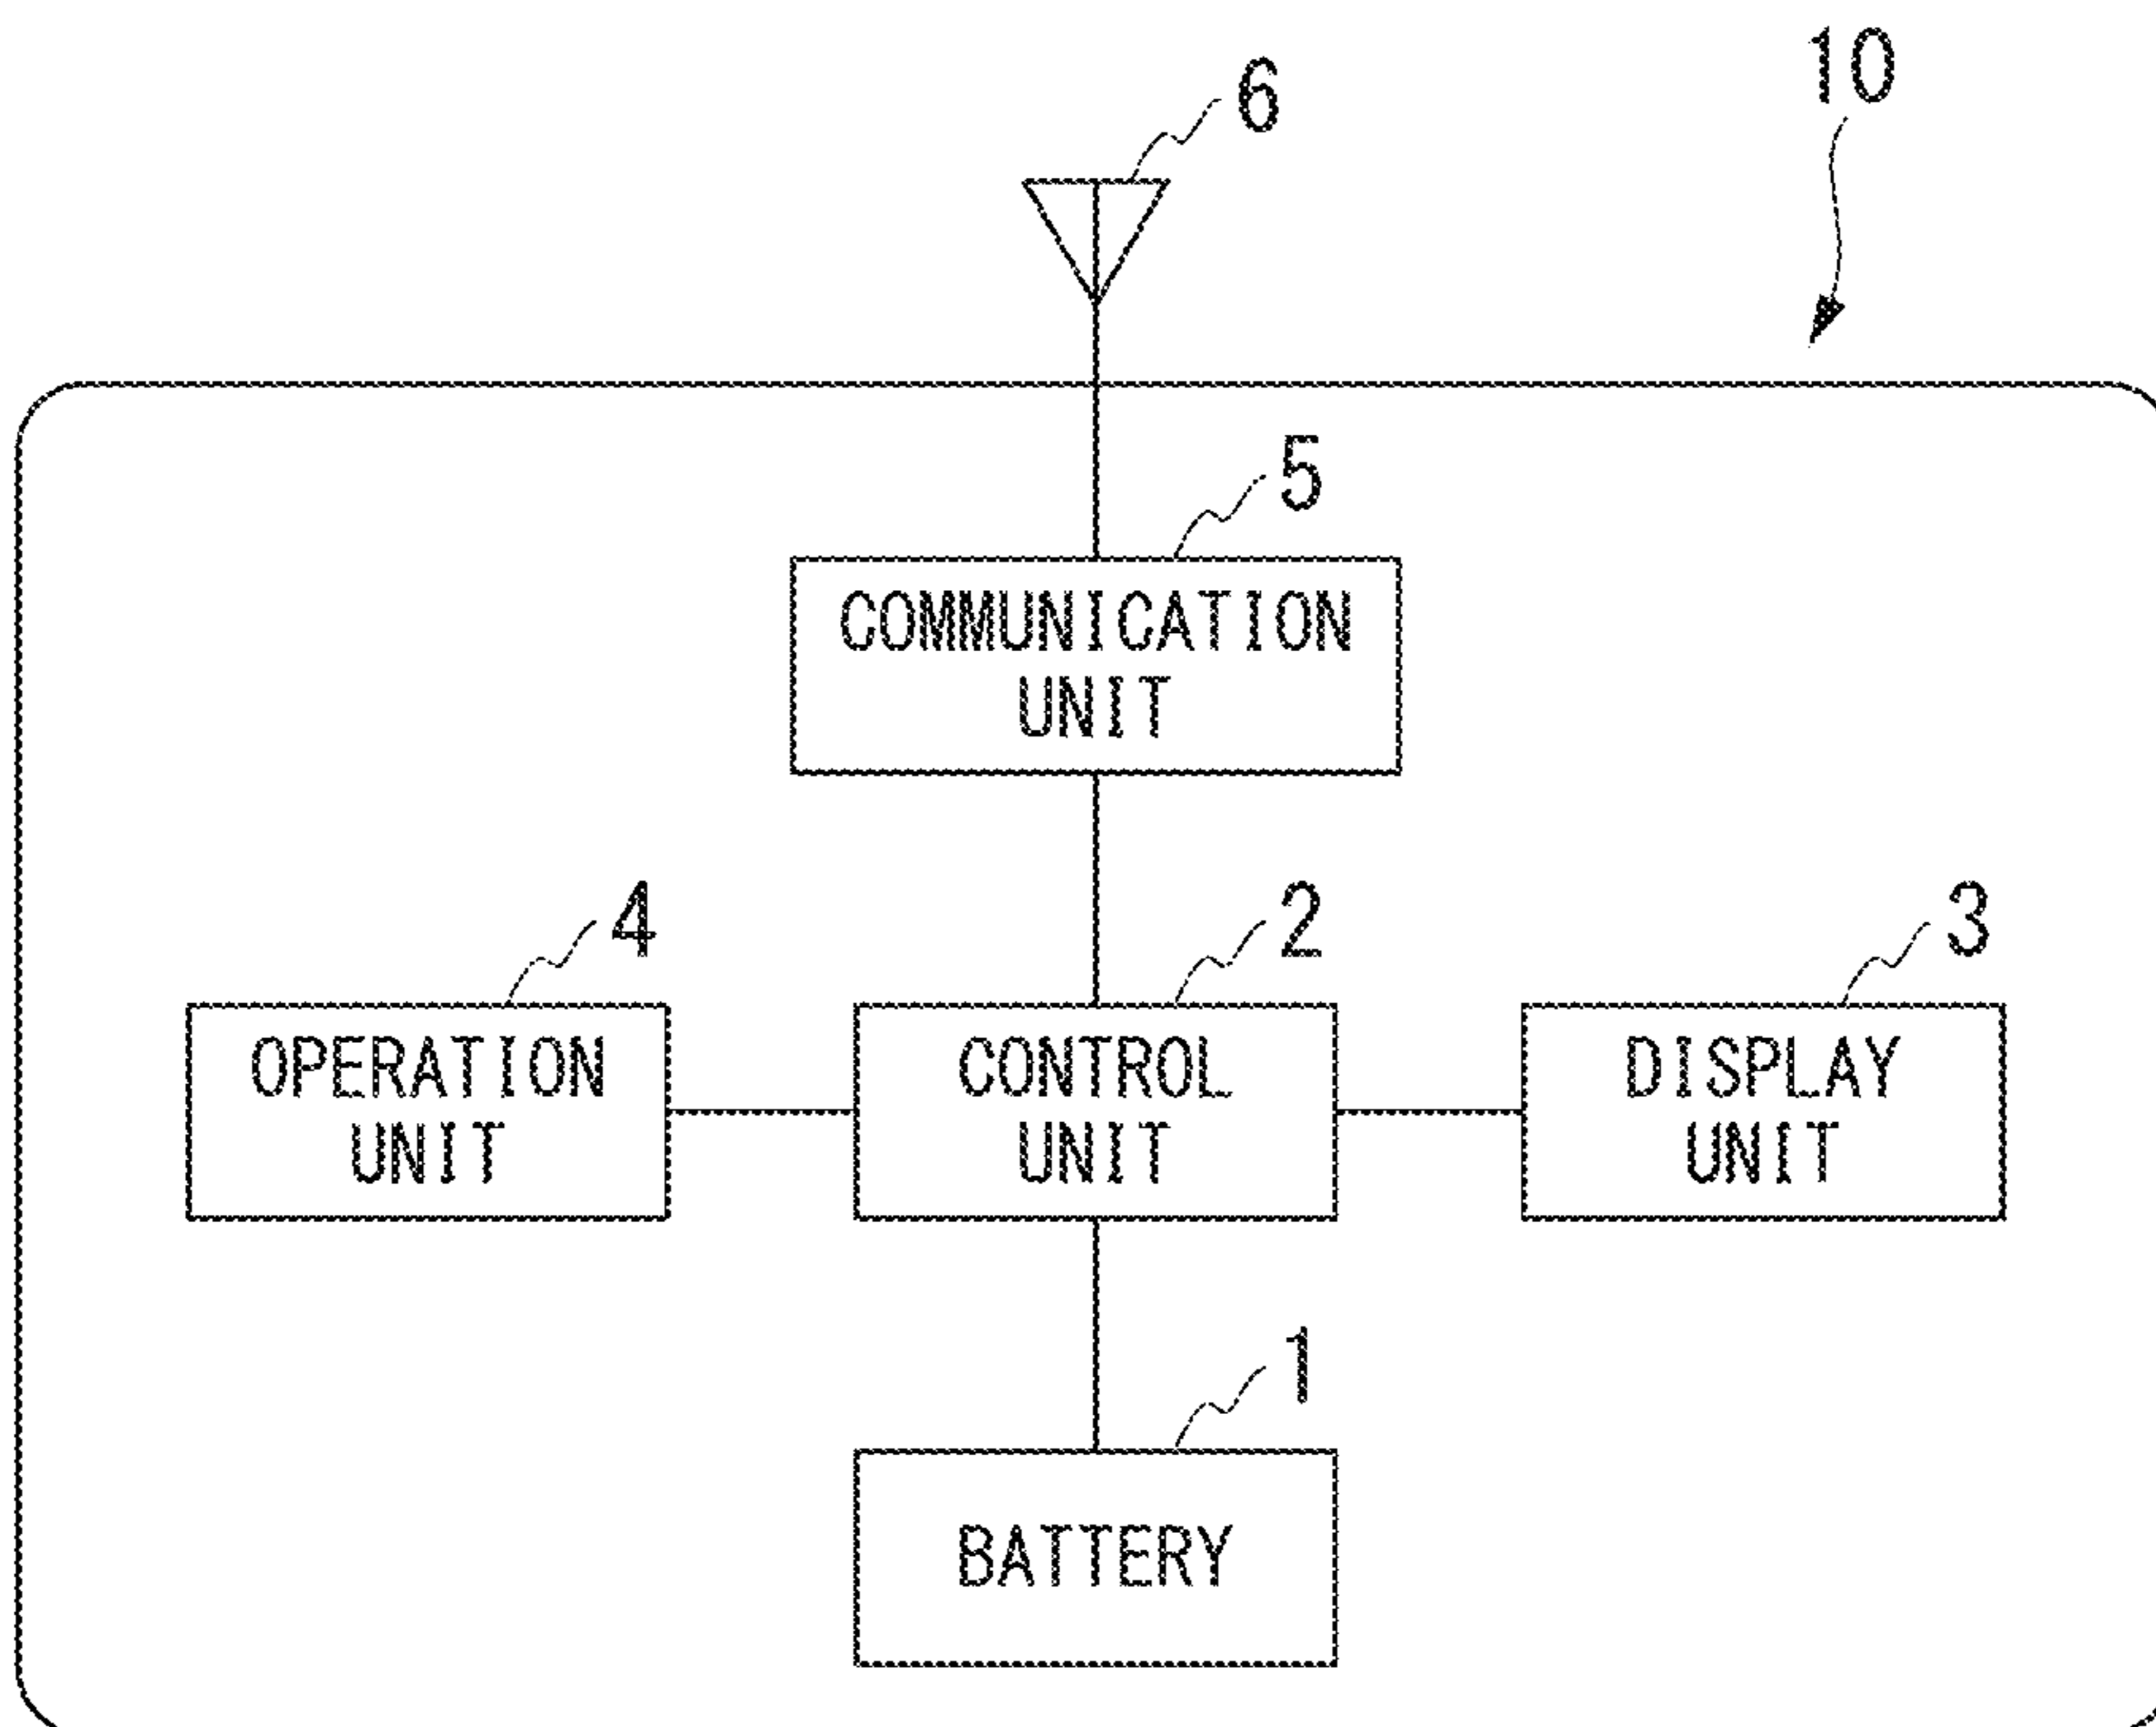 10
6
5
COMMUNICATION
UNIT
4
2
3
OPERATION
UNIT
CONTROL
UNIT
DISPLAY
UNIT
1
BATTERY